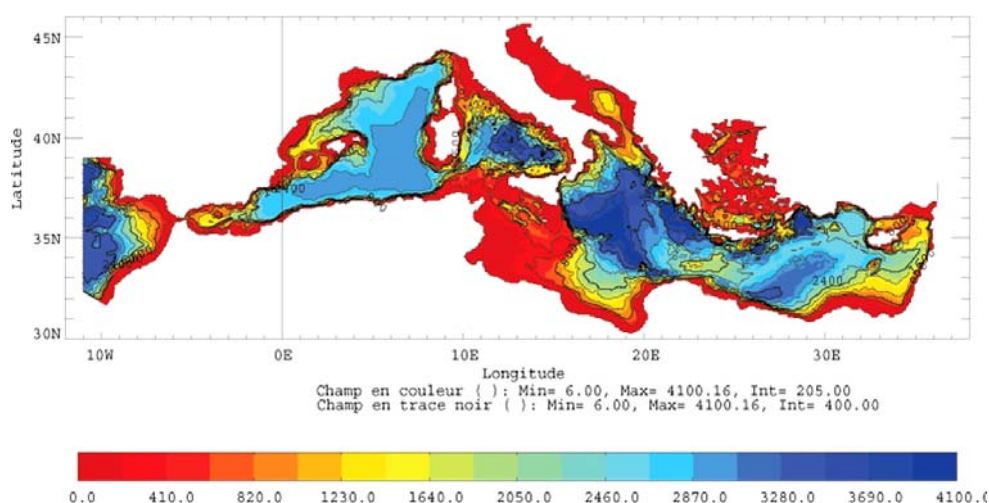 45N
40N
35N
30N
Latitude
2400
10W 0E 10E 20E 30E
Longitude
Champ en couleur ( ): Min= 6.00, Max= 4100.16, Int= 205.00
Champ en trace noir ( ): Min= 6.00, Max= 4100.16, Int= 400.00
0.0 410.0 820.0 1230.0 1640.0 2050.0 2460.0 2870.0 3280.0 3690.0 4100.0